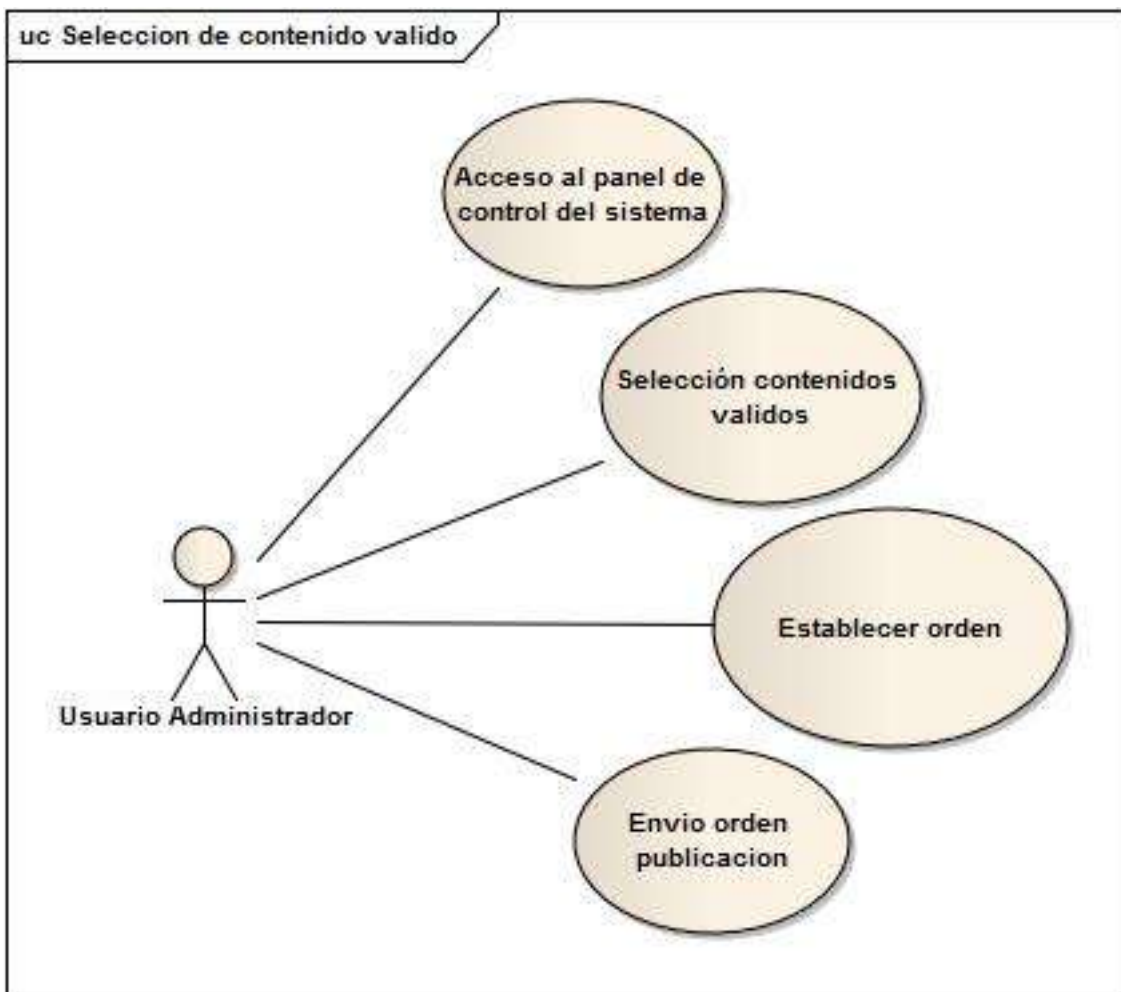 uc Seleccion de contenido valido
Acceso al panel de
control del sistema
Selección contenidos
validos
Establecer orden
Usuario Administrador
Envio orden
publicacion